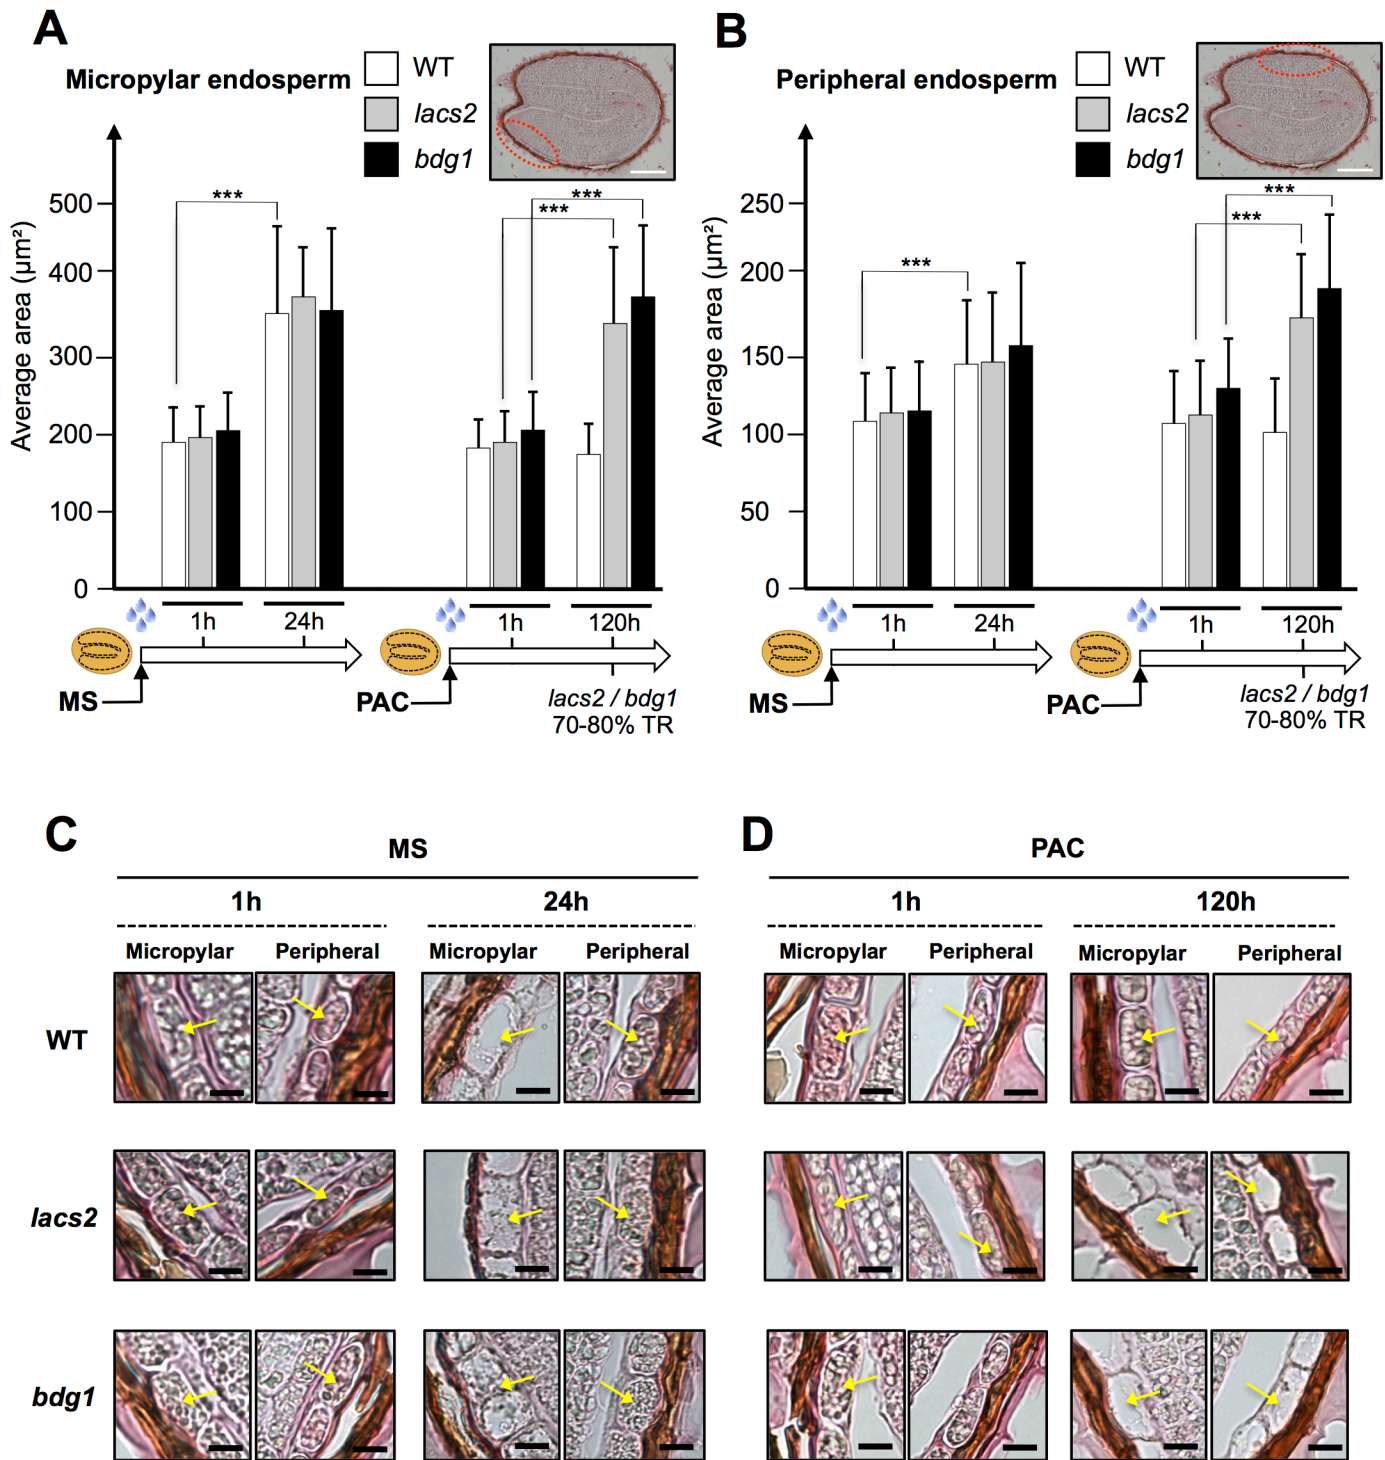 A
Micropylar endosperm
WT
lacs2
bdg1
Average area (µm²)
500
400
300
200
100
0
***
***
***
1h
24h
1h
120h
MS
PAC
lacs2 / bdg1
70-80% TR
B
Peripheral endosperm
WT
lacs2
bdg1
Average area (µm²)
250
200
150
100
50
0
***
***
***
1h
24h
1h
120h
MS
PAC
lacs2 / bdg1
70-80% TR
C
MS
1h
24h
Micropylar
Peripheral
Micropylar
Peripheral
D
PAC
1h
120h
Micropylar
Peripheral
Micropylar
Peripheral
WT
lacs2
bdg1